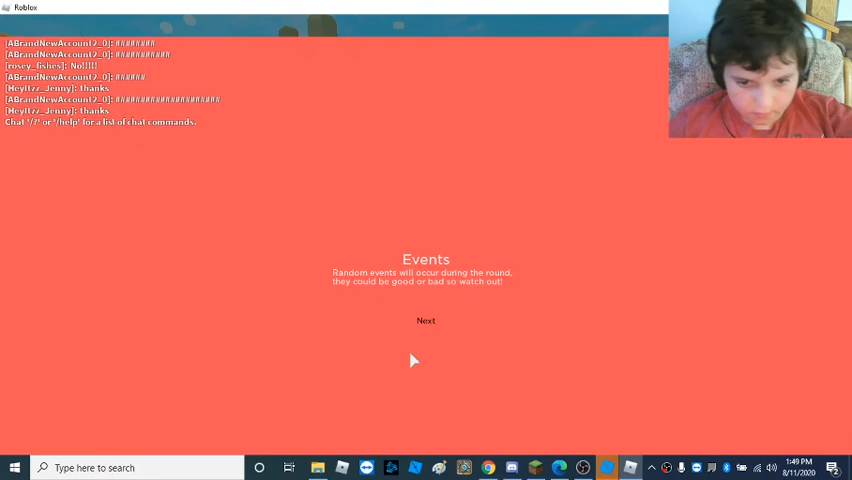 Roblox
[ABrandNewAccount2_0]: ########
[ABrandNewAccount2_0]: ###########
[rosey_fishes]: No!!!!!
[ABrandNewAccount2_0]: ######
[HeyItzz_Jenny]: thanks
[ABrandNewAccount2_0]: #####################
[HeyItzz_Jenny]: thanks
Chat '/?' or '/help' for a list of chat commands.
Events
Random events will occur during the round,
they could be good or bad so watch out!
Next
Type here to search
1:49 PM
8/11/2020
2